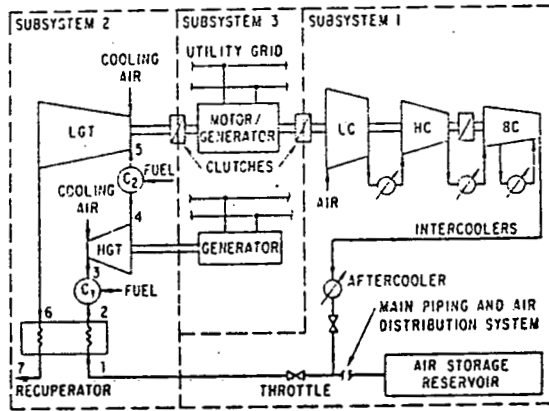 SUBSYSTEM 2
SUBSYSTEM 3
SUBSYSTEM 1
UTILITY GRID
COOLING
AIR
LGT
MOTOR/
GENERATOR
LC
HC
BC
5
CLUTCHES
C2
FUEL
COOLING
AIR
4
AIR
INTERCOOLERS
HGT
GENERATOR
3
C1
FUEL
AFTERCOOLER
6
2
MAIN PIPING AND AIR
DISTRIBUTION SYSTEM
7
1
RECUPERATOR
THROTTLE
AIR STORAGE
RESERVOIR